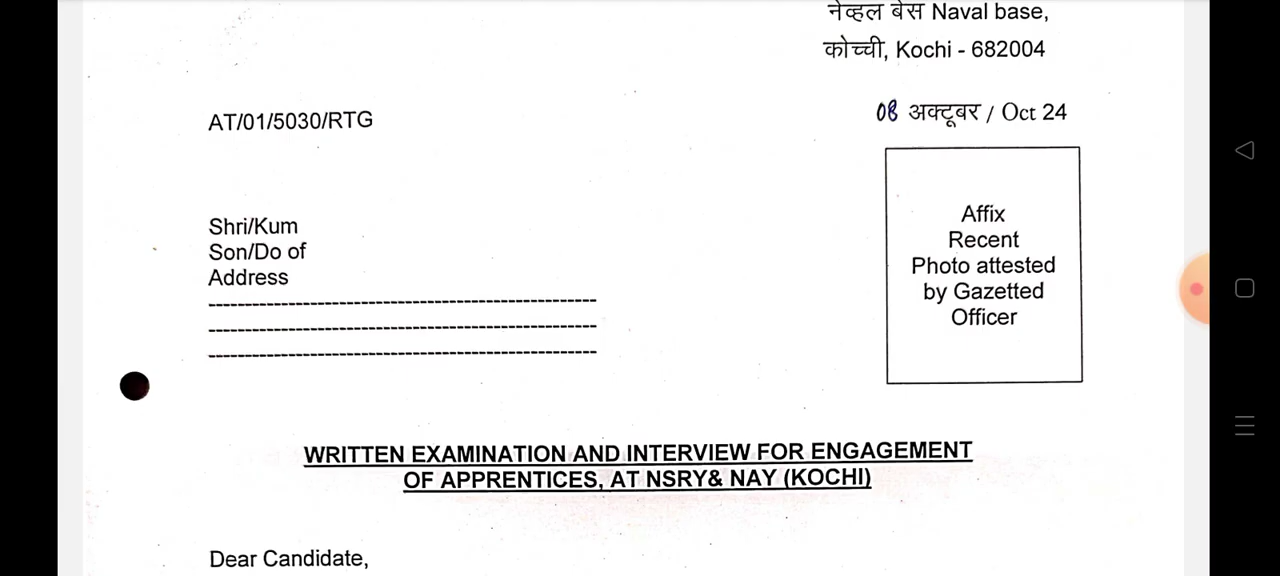 नेव्हल बेस Naval base,
कोच्ची, Kochi - 682004
AT/01/5030/RTG
08 अक्टूबर / Oct 24
Affix
Recent
Photo attested
by Gazetted
Officer
Shri/Kum
Son/Do of
Address
WRITTEN EXAMINATION AND INTERVIEW FOR ENGAGEMENT
OF APPRENTICES, AT NSRY& NAY (KOCHI)
Dear Candidate,